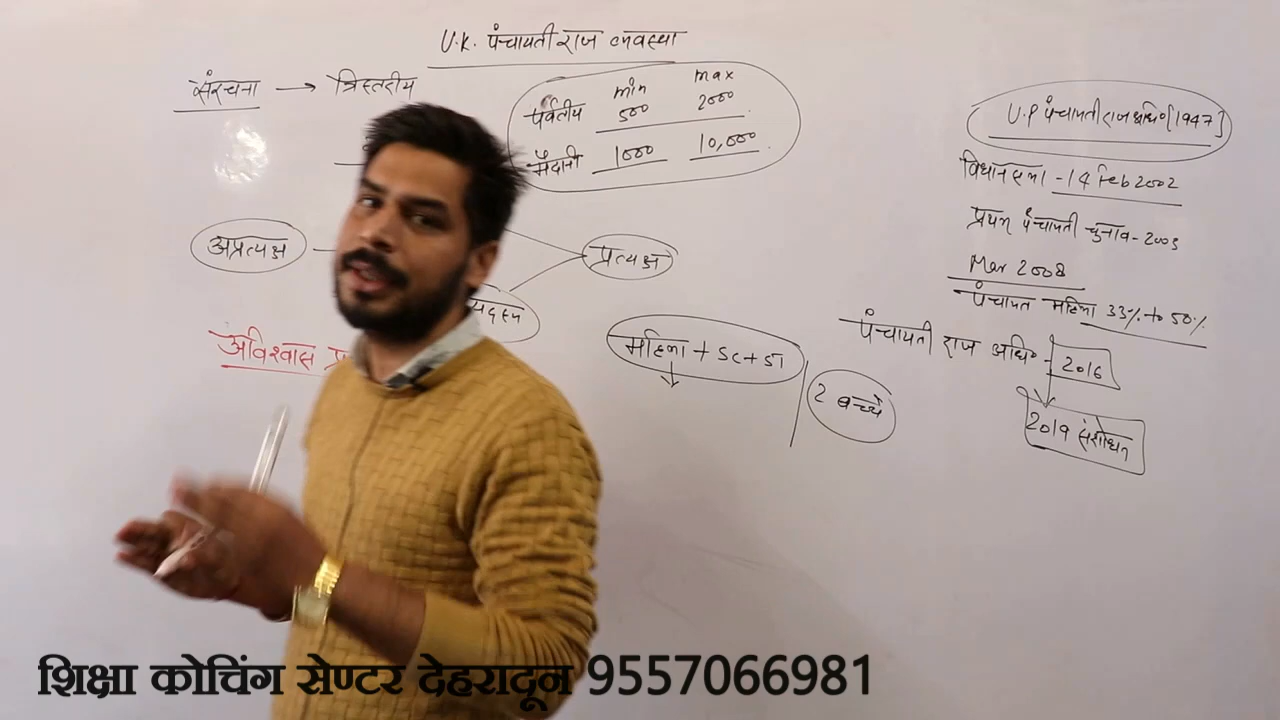 U.K. पंचायती राज व्यवस्था
संरचना → त्रिस्तरीय
min max
पर्वतीय 500 2000
मैदानी 1000 10,000
अप्रत्यक्ष
प्रत्यक्ष
सदस्य
अविश्वास प्र
महिला + SC + ST
2 बच्चे
U.P पंचायती राज अधि० [1947]
विधानसभा - 14 Feb 2002
प्रथम पंचायती चुनाव - 2003
Mar 2008
पंचायत महिला 33% to 50%
पंचायती राज अधि० - 2016
2019 संशोधन
शिक्षा कोचिंग सेण्टर देहरादून 9557066981